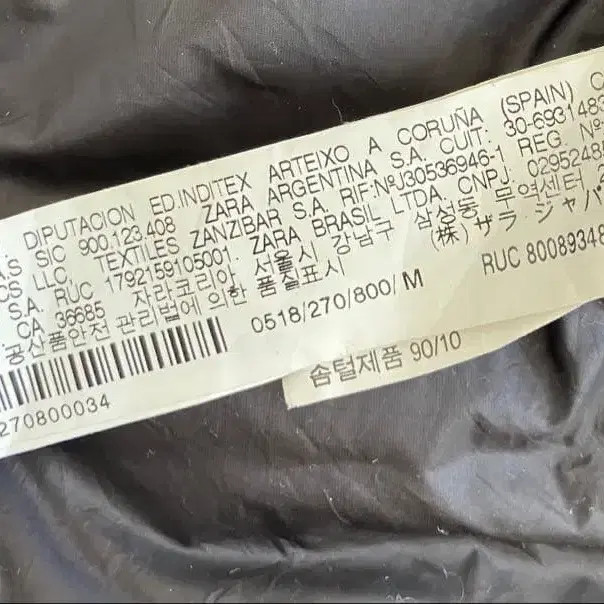 DIPUTACION ED.INDITEX ARTEIXO A CORUÑA (SPAIN)
SIC 900.123.408 ZARA ARGENTINA S.A. CUIT: 30-6931483
LLC, TEXTILES ZANZIBAR S.A. RIF:NºJ30536946-1 REG. Nº
S.A. RUC 1792159105001. ZARA BRASIL LTDA. CNPJ. 0295248
CA 36685 자라코리아, 서울시 강남구 삼성동 무역센터
공산품안전 관리법에 의한 품질표시 (株) ザラ ジャパ
0518/270/800/ M RUC 8008934
270800034
솜털제품 90/10